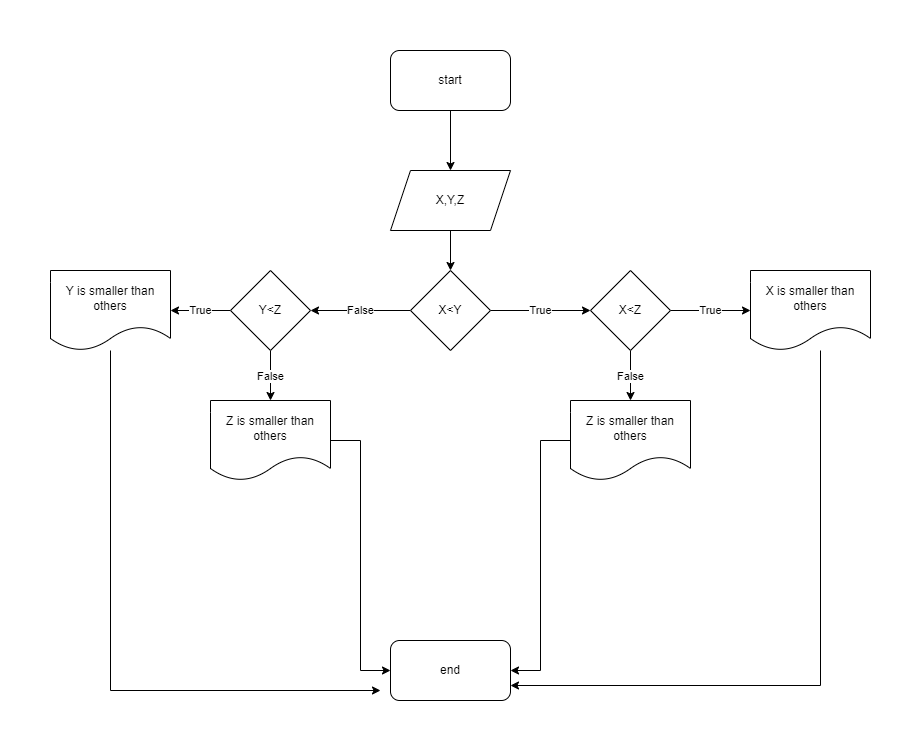 start
X,Y,Z
Y is smaller than
others
True
Y<Z
False
X<Y
True
X<Z
True
X is smaller than
others
False
False
Z is smaller than
others
Z is smaller than
others
end